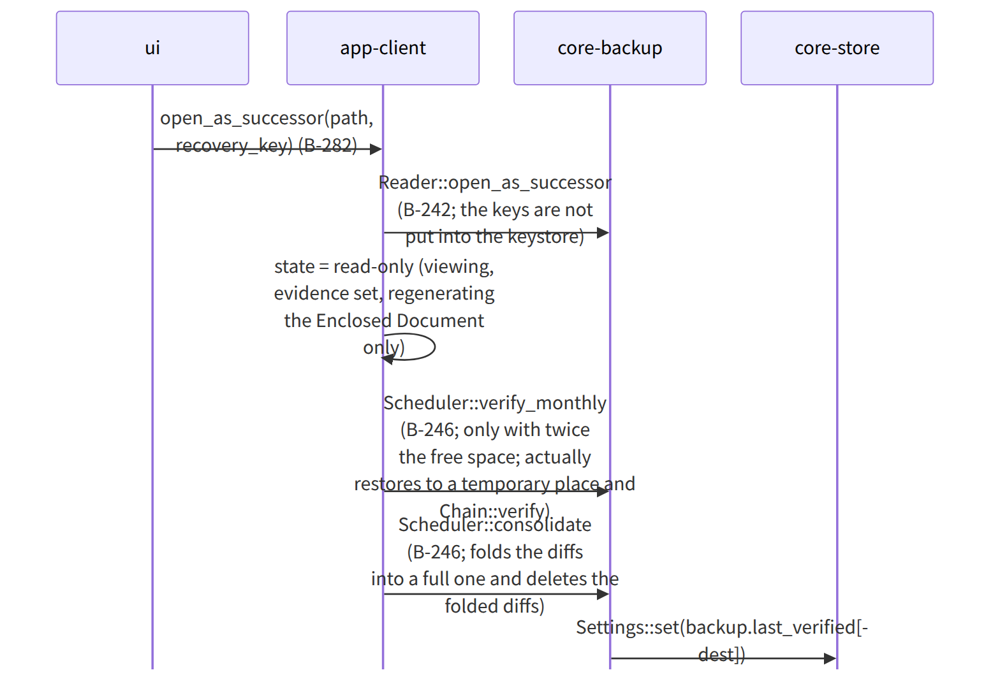 ui
app-client
core-backup
core-store
open_as_successor(path,
recovery_key) (B-282)
Reader::open_as_successor
(B-242; the keys are not
put into the keystore)
state = read-only (viewing,
evidence set, regenerating
the Enclosed Document
only)
Scheduler::verify_monthly
(B-246; only with twice
the free space; actually
restores to a temporary place and
Chain::verify)
Scheduler::consolidate
(B-246; folds the diffs
into a full one and deletes the
folded diffs)
Settings::set(backup.last_verified[-
dest])